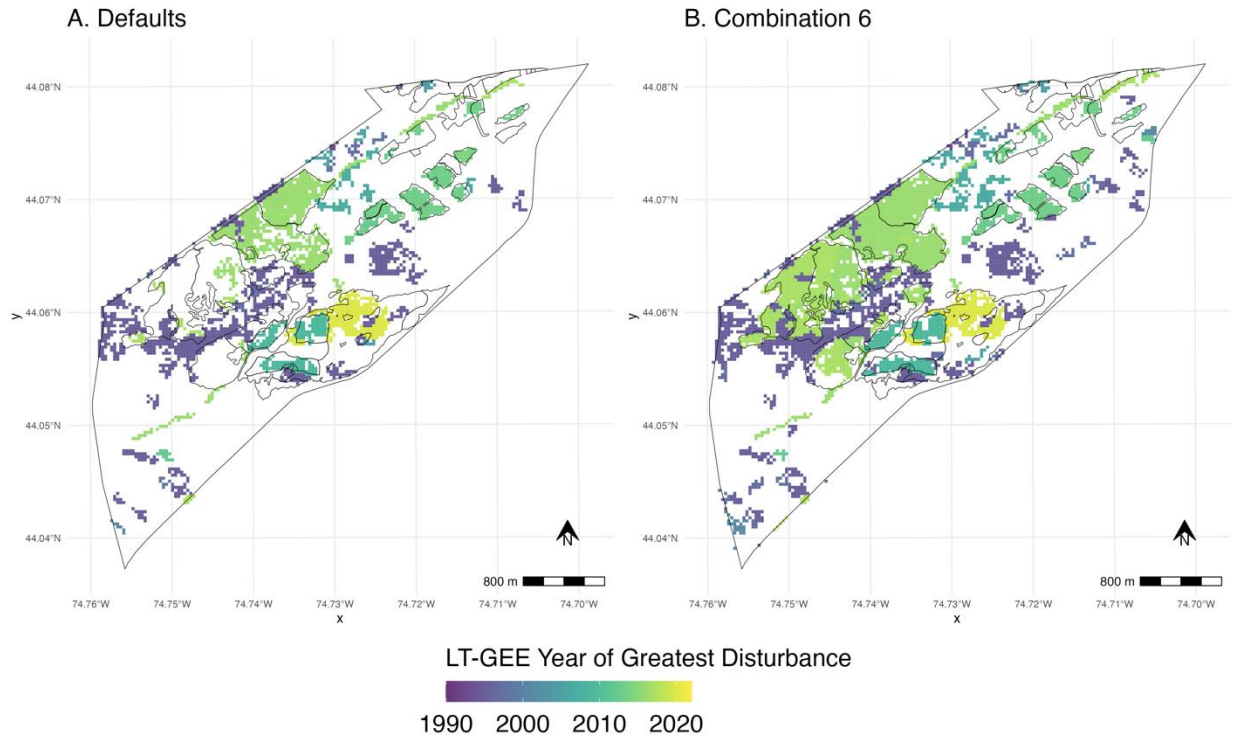 A. Defaults
44.08°N
44.07°N
44.06°N
44.05°N
44.04°N
y
N
800 m
74.76°W 74.75°W 74.74°W 74.73°W 74.72°W 74.71°W 74.70°W
x
B. Combination 6
44.08°N
44.07°N
44.06°N
44.05°N
44.04°N
y
N
800 m
74.76°W 74.75°W 74.74°W 74.73°W 74.72°W 74.71°W 74.70°W
x
LT-GEE Year of Greatest Disturbance
1990 2000 2010 2020